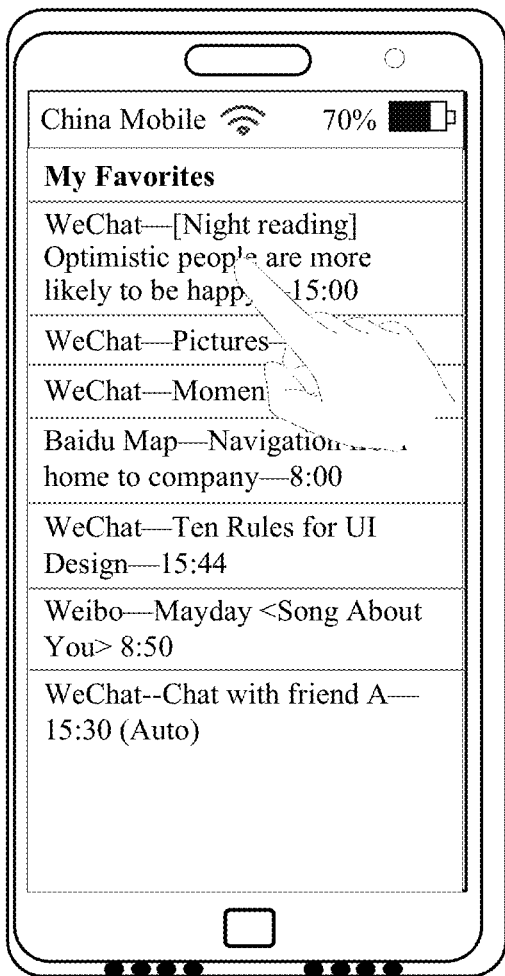 China Mobile 70%
My Favorites
WeChat—[Night reading]
Optimistic people are more
likely to be happy 15:00
WeChat—Pictures—
WeChat—
Baidu Map—Navigation
home to company—8:00
WeChat—Ten Rules for UI
Design—15:44
Weibo—Mayday <Song About
You> 8:50
WeChat--Chat with friend A—
15:30 (Auto)